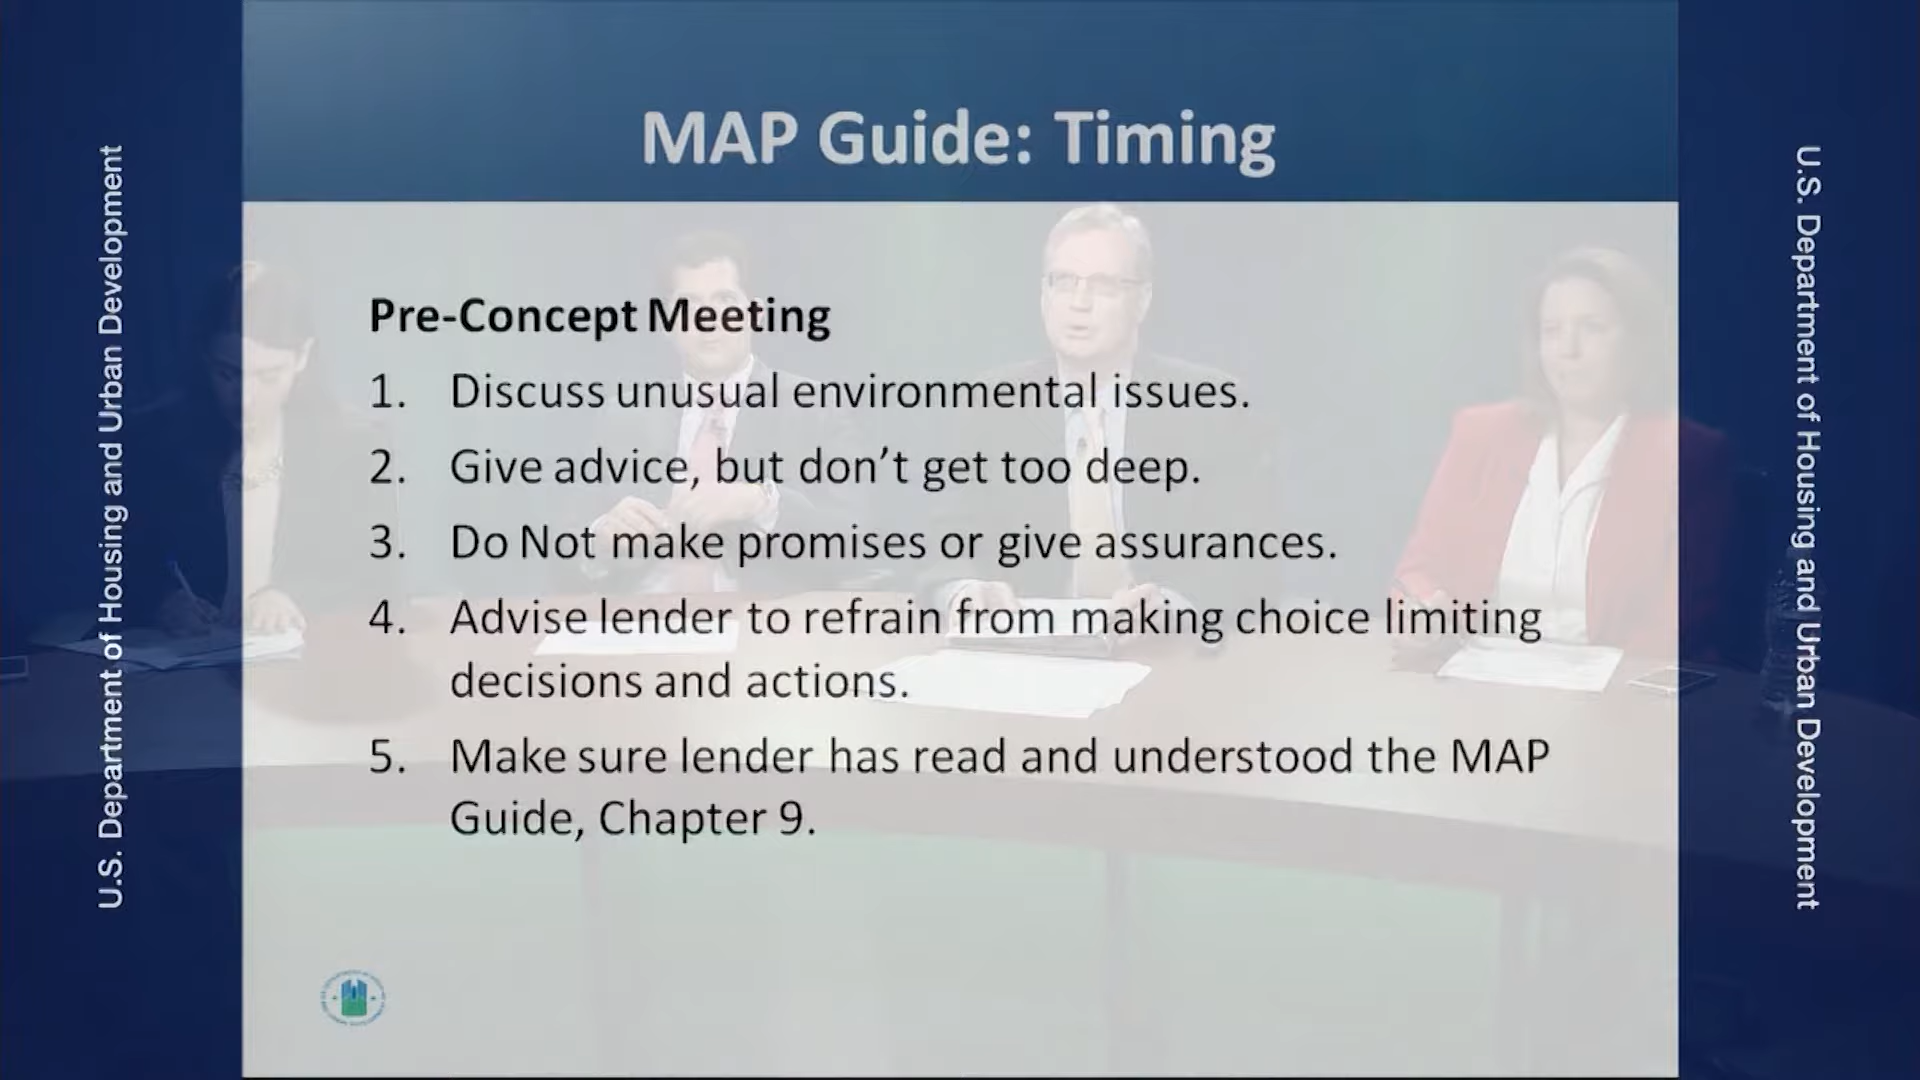 MAP Guide: Timing
Pre-Concept Meeting
1. Discuss unusual environmental issues.
2. Give advice, but don’t get too deep.
3. Do Not make promises or give assurances.
4. Advise lender to refrain from making choice limiting
decisions and actions.
5. Make sure lender has read and understood the MAP
Guide, Chapter 9.
U.S. Department of Housing and Urban Development
U.S. Department of Housing and Urban Development